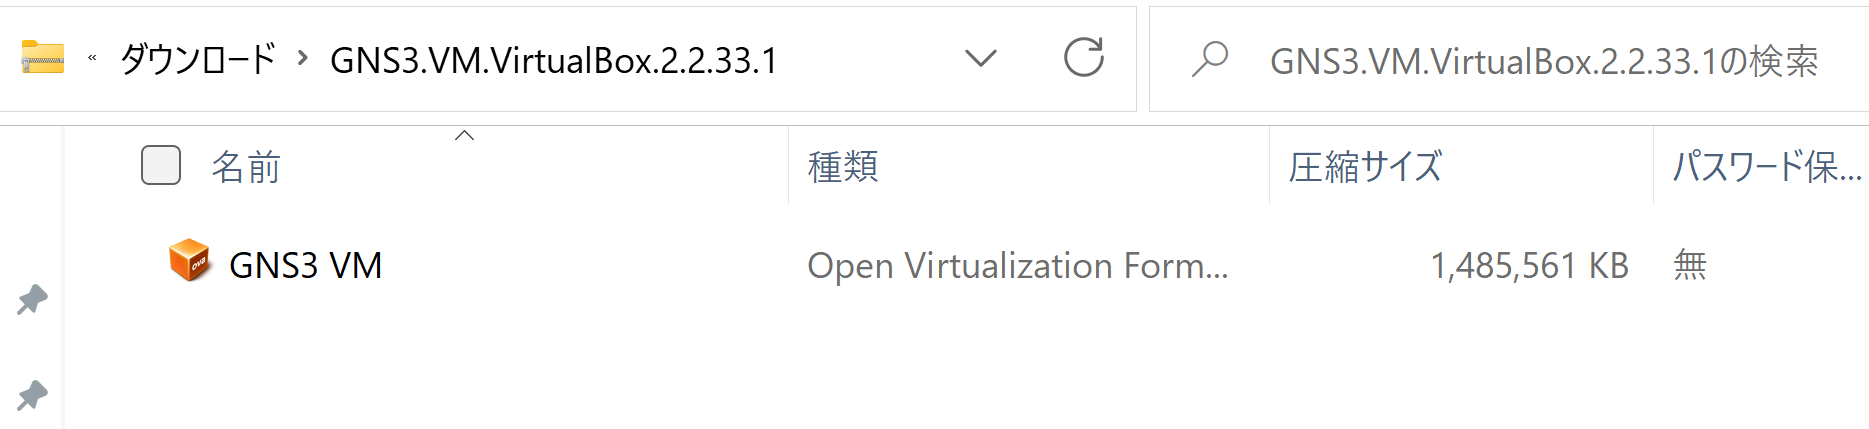 « ダウンロード › GNS3.VM.VirtualBox.2.2.33.1 GNS3.VM.VirtualBox.2.2.33.1の検索
名前 種類 圧縮サイズ パスワード保...
OVA GNS3 VM Open Virtualization Form... 1,485,561 KB 無